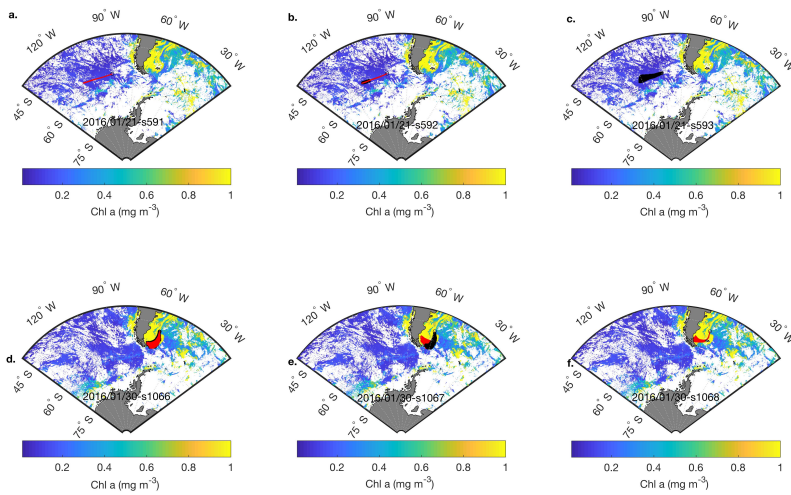 a.
120° W
90° W
60° W
30° W
45° S
60° S
75° S
2016/01/21-s591
0.2 0.4 0.6 0.8 1
Chl a (mg m⁻³)
b.
120° W
90° W
60° W
30° W
45° S
60° S
75° S
2016/01/21-s592
0.2 0.4 0.6 0.8 1
Chl a (mg m⁻³)
c.
120° W
90° W
60° W
30° W
45° S
60° S
75° S
2016/01/21-s593
0.2 0.4 0.6 0.8 1
Chl a (mg m⁻³)
d.
120° W
90° W
60° W
30° W
45° S
60° S
75° S
2016/01/30-s1066
0.2 0.4 0.6 0.8 1
Chl a (mg m⁻³)
e.
120° W
90° W
60° W
30° W
45° S
60° S
75° S
2016/01/30-s1067
0.2 0.4 0.6 0.8 1
Chl a (mg m⁻³)
f.
120° W
90° W
60° W
30° W
45° S
60° S
75° S
2016/01/30-s1068
0.2 0.4 0.6 0.8 1
Chl a (mg m⁻³)